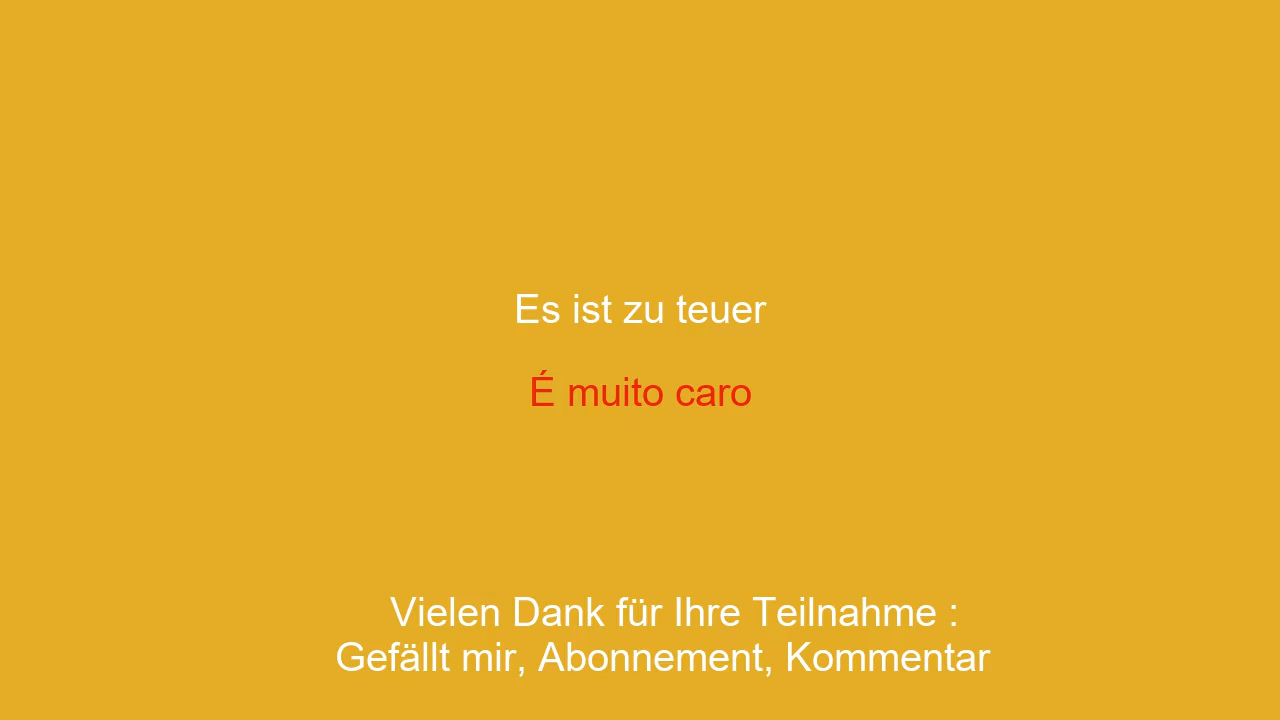 Es ist zu teuer
É muito caro
Vielen Dank für Ihre Teilnahme :
Gefällt mir, Abonnement, Kommentar